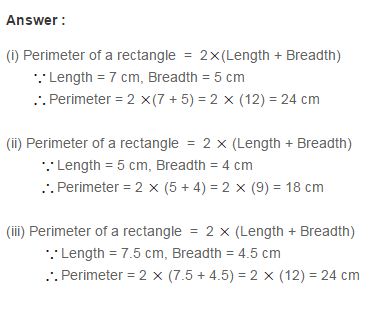 Answer :
(i) Perimeter of a rectangle = 2×(Length + Breadth)
∵ Length = 7 cm, Breadth = 5 cm
∴ Perimeter = 2 ×(7 + 5) = 2 × (12) = 24 cm
(ii) Perimeter of a rectangle = 2 × (Length + Breadth)
∵ Length = 5 cm, Breadth = 4 cm
∴ Perimeter = 2 × (5 + 4) = 2 × (9) = 18 cm
(iii) Perimeter of a rectangle = 2 × (Length + Breadth)
∵ Length = 7.5 cm, Breadth = 4.5 cm
∴ Perimeter = 2 × (7.5 + 4.5) = 2 × (12) = 24 cm